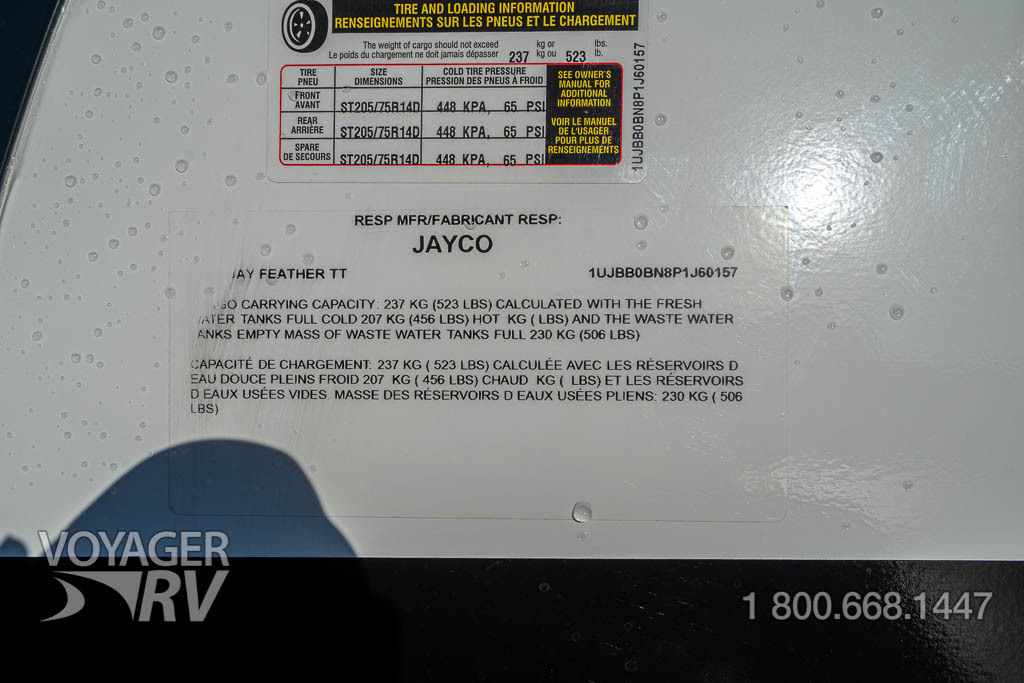 TIRE AND LOADING INFORMATION
RENSEIGNEMENTS SUR LES PNEUS ET LE CHARGEMENT
The weight of cargo should not exceed
Le poids du chargement ne doit jamais dépasser 237 kg or kg ou 523 lbs. lb.
TIRE PNEU SIZE DIMENSIONS COLD TIRE PRESSURE PRESSION DES PNEUS À FROID
FRONT AVANT ST205/75R14D 448 KPA, 65 PSI
REAR ARRIÈRE ST205/75R14D 448 KPA, 65 PSI
SPARE DE SECOURS ST205/75R14D 448 KPA, 65 PSI
SEE OWNER'S
MANUAL FOR
ADDITIONAL
INFORMATION
VOIR LE MANUEL
DE L'USAGER
POUR PLUS DE
RENSEIGNEMENTS
1UJBB0BN8P1J60157
RESP MFR/FABRICANT RESP:
JAYCO
JAY FEATHER TT 1UJBB0BN8P1J60157
CARRYING CAPACITY: 237 KG (523 LBS) CALCULATED WITH THE FRESH
WATER TANKS FULL COLD 207 KG (456 LBS) HOT KG ( LBS) AND THE WASTE WATER
TANKS EMPTY MASS OF WASTE WATER TANKS FULL 230 KG (506 LBS)
CAPACITÉ DE CHARGEMENT: 237 KG ( 523 LBS) CALCULÉE AVEC LES RÉSERVOIRS D
EAU DOUCE PLEINS FROID 207 KG ( 456 LBS) CHAUD KG ( LBS) ET LES RÉSERVOIRS
D EAUX USÉES VIDES. MASSE DES RÉSERVOIRS D EAUX USÉES PLIENS: 230 KG ( 506
LBS)
VOYAGER
RV
1 800.668.1447